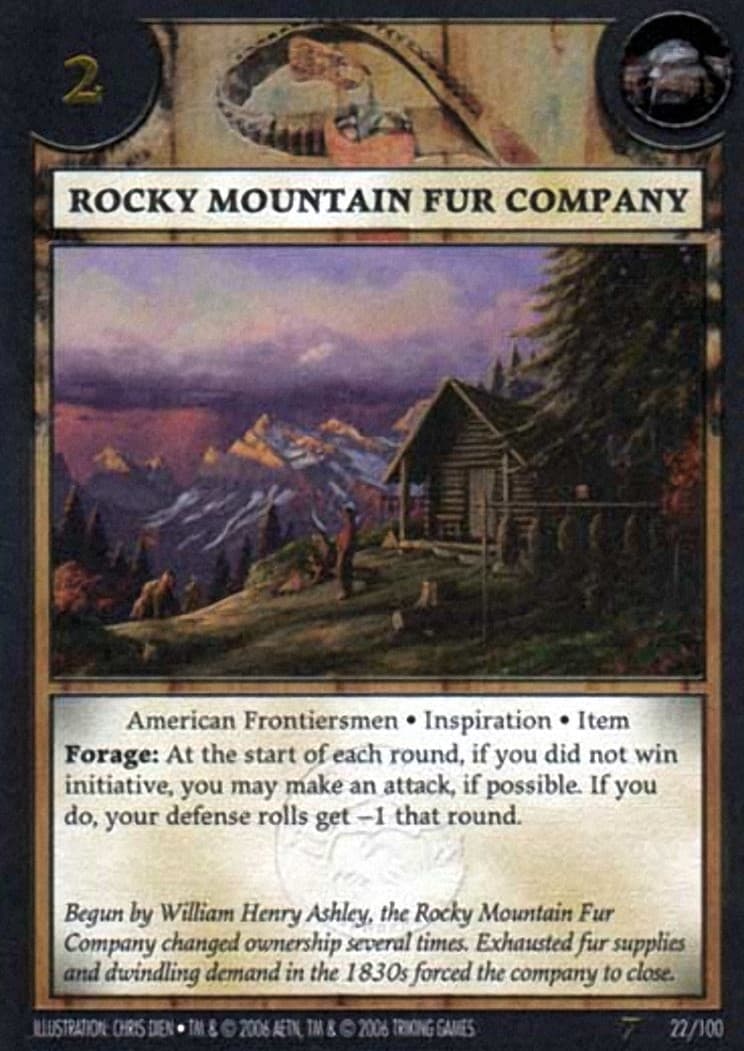 2
ROCKY MOUNTAIN FUR COMPANY
American Frontiersmen • Inspiration • Item
Forage: At the start of each round, if you did not win
initiative, you may make an attack, if possible. If you
do, your defense rolls get –1 that round.
Begun by William Henry Ashley, the Rocky Mountain Fur
Company changed ownership several times. Exhausted fur supplies
and dwindling demand in the 1830s forced the company to close.
ILLUSTRATION: CHRIS DIEN • TM & © 2006 AETN, TM & © 2006 TRIKING GAMES 22/100